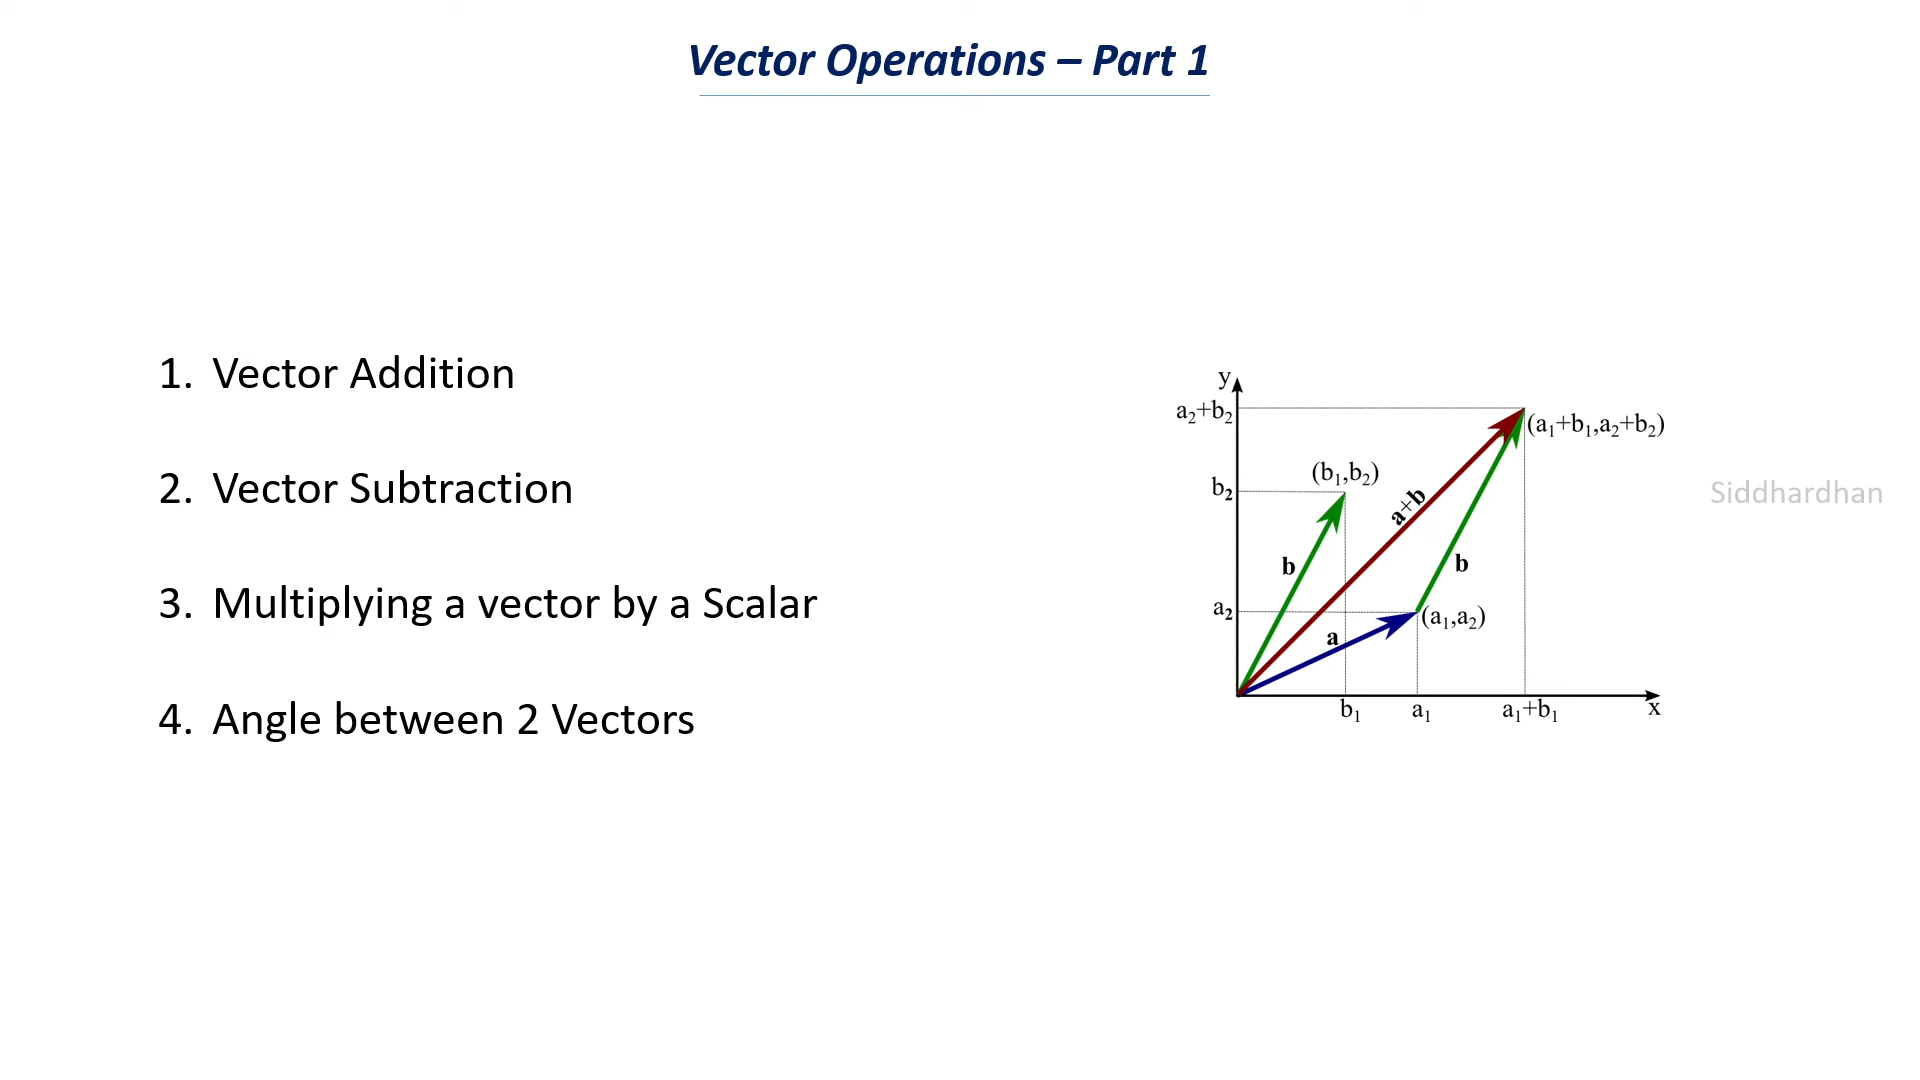 Vector Operations – Part 1
1. Vector Addition
2. Vector Subtraction
3. Multiplying a vector by a Scalar
4. Angle between 2 Vectors
y
a₂+b₂
(a₁+b₁,a₂+b₂)
(b₁,b₂)
b₂
a+b
b
b
a₂
(a₁,a₂)
a
b₁
a₁
a₁+b₁
x
Siddhardhan